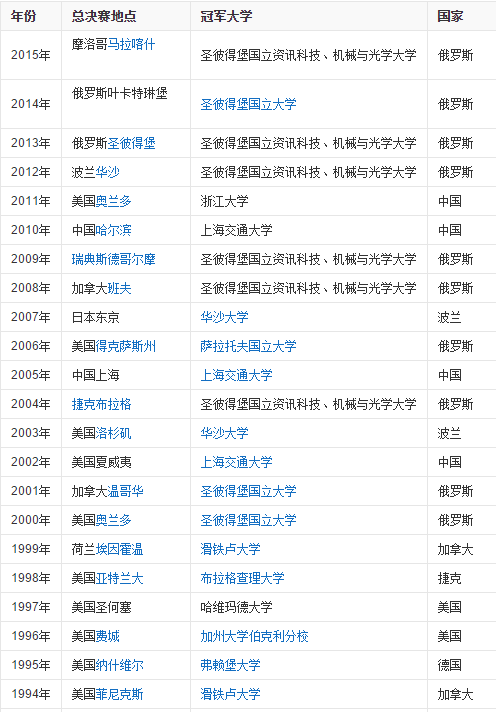 年份 总决赛地点 冠军大学 国家
2015年 摩洛哥马拉喀什 圣彼得堡国立资讯科技、机械与光学大学 俄罗斯
2014年 俄罗斯叶卡特琳堡 圣彼得堡国立大学 俄罗斯
2013年 俄罗斯圣彼得堡 圣彼得堡国立资讯科技、机械与光学大学 俄罗斯
2012年 波兰华沙 圣彼得堡国立资讯科技、机械与光学大学 俄罗斯
2011年 美国奥兰多 浙江大学 中国
2010年 中国哈尔滨 上海交通大学 中国
2009年 瑞典斯德哥尔摩 圣彼得堡国立资讯科技、机械与光学大学 俄罗斯
2008年 加拿大班夫 圣彼得堡国立资讯科技、机械与光学大学 俄罗斯
2007年 日本东京 华沙大学 波兰
2006年 美国得克萨斯州 萨拉托夫国立大学 俄罗斯
2005年 中国上海 上海交通大学 中国
2004年 捷克布拉格 圣彼得堡国立资讯科技、机械与光学大学 俄罗斯
2003年 美国洛杉矶 华沙大学 波兰
2002年 美国夏威夷 上海交通大学 中国
2001年 加拿大温哥华 圣彼得堡国立大学 俄罗斯
2000年 美国奥兰多 圣彼得堡国立大学 俄罗斯
1999年 荷兰埃因霍温 滑铁卢大学 加拿大
1998年 美国亚特兰大 布拉格查理大学 捷克
1997年 美国圣何塞 哈维玛德大学 美国
1996年 美国费城 加州大学伯克利分校 美国
1995年 美国纳什维尔 弗赖堡大学 德国
1994年 美国菲尼克斯 滑铁卢大学 加拿大